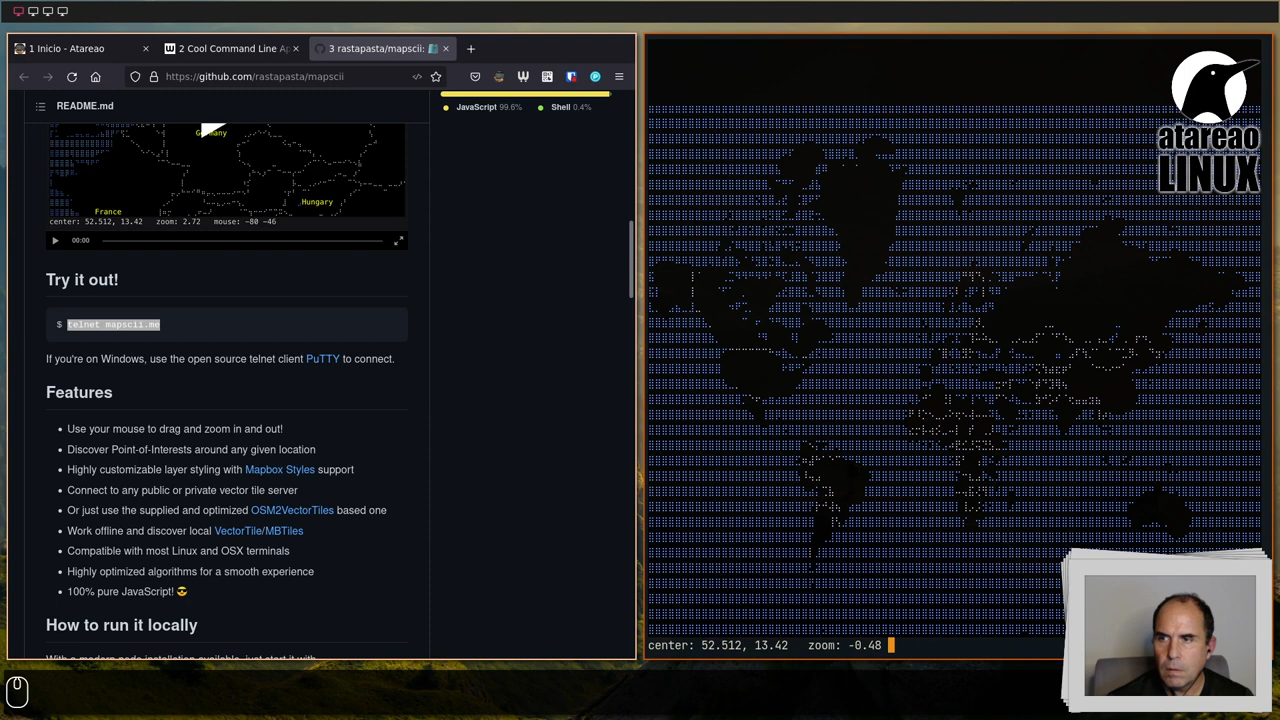 1 Inicio - Atareao
2 Cool Command Line Ap
3 rastapasta/mapscii:
https://github.com/rastapasta/mapscii
README.md
JavaScript 99.6%
Shell 0.4%
Germany
Hungary
France
center: 52.512, 13.42 zoom: 2.72 mouse: -80 -46
00:00
Try it out!
$ telnet mapscii.me
If you're on Windows, use the open source telnet client PuTTY to connect.
Features
Use your mouse to drag and zoom in and out!
Discover Point-of-Interests around any given location
Highly customizable layer styling with Mapbox Styles support
Connect to any public or private vector tile server
Or just use the supplied and optimized OSM2VectorTiles based one
Work offline and discover local VectorTile/MBTiles
Compatible with most Linux and OSX terminals
Highly optimized algorithms for a smooth experience
100% pure JavaScript! 😎
How to run it locally
atareao
LINUX
center: 52.512, 13.42 zoom: -0.48